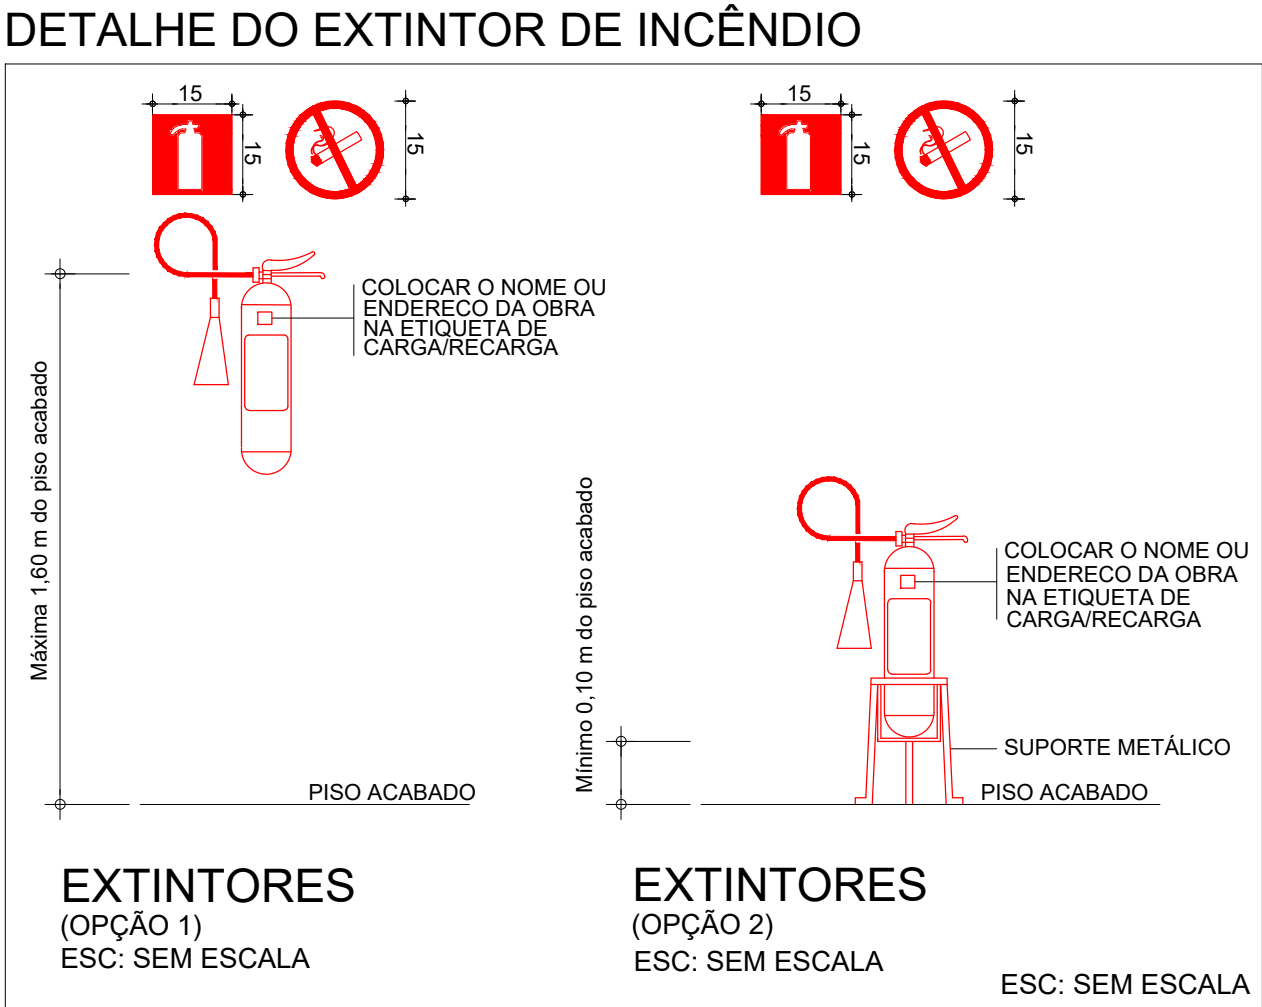 DETALHE DO EXTINTOR DE INCÊNDIO
15
15
15
COLOCAR O NOME OU
ENDERECO DA OBRA
NA ETIQUETA DE
CARGA/RECARGA
Máxima 1,60 m do piso acabado
PISO ACABADO
EXTINTORES
(OPÇÃO 1)
ESC: SEM ESCALA
15
15
15
COLOCAR O NOME OU
ENDERECO DA OBRA
NA ETIQUETA DE
CARGA/RECARGA
Mínimo 0,10 m do piso acabado
SUPORTE METÁLICO
PISO ACABADO
EXTINTORES
(OPÇÃO 2)
ESC: SEM ESCALA
ESC: SEM ESCALA